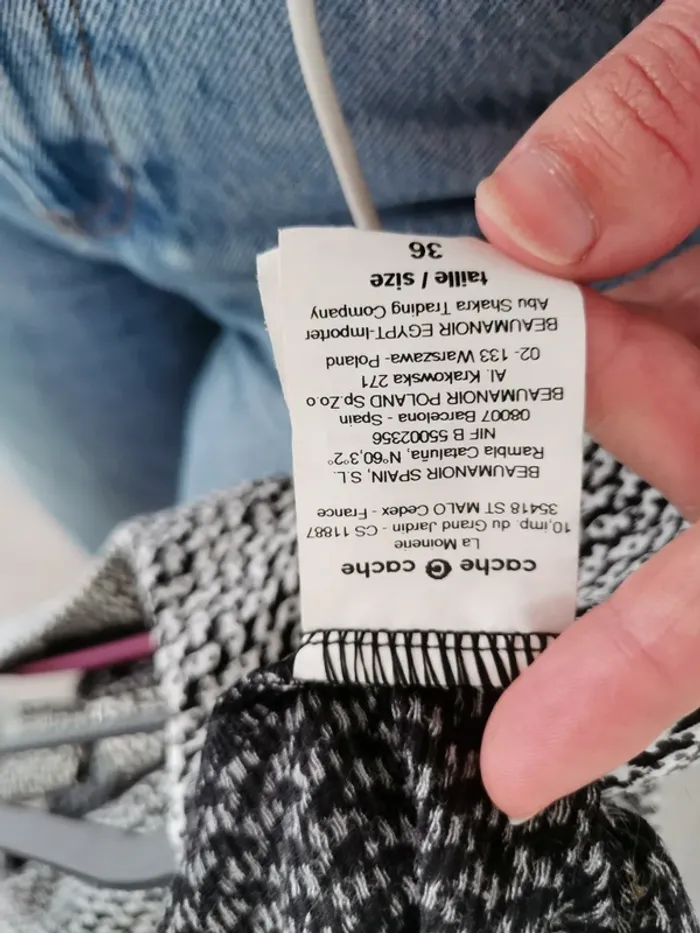 cache cache
La Moinerie
10,imp. du Grand Jardin - CS 11887
35418 ST MALO Cedex - France
BEAUMANOIR SPAIN, S.L.
Rambla Cataluña, N°60,3°2°
NIF B 55002356
08007 Barcelona - Spain
BEAUMANOIR POLAND Sp.Zo.o
Al. Krakowska 271
02- 133 Warszawa- Poland
BEAUMANOIR EGYPT-Importer
Abu Shakra Trading Company
taille / size
36